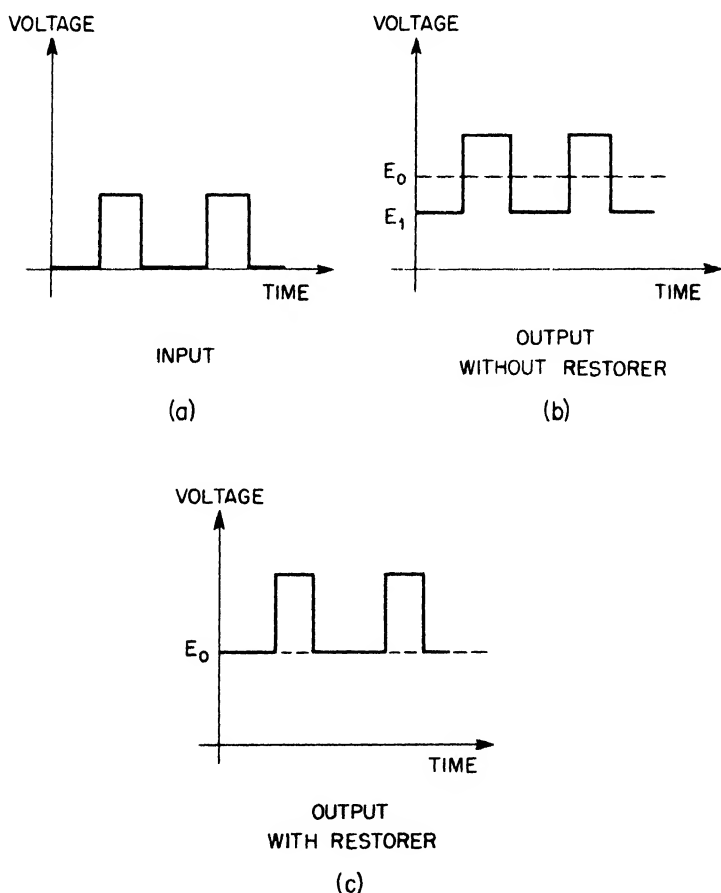 VOLTAGE
TIME
INPUT
(a)
VOLTAGE
E₀
E₁
TIME
OUTPUT
WITHOUT RESTORER
(b)
VOLTAGE
E₀
TIME
OUTPUT
WITH RESTORER
(c)